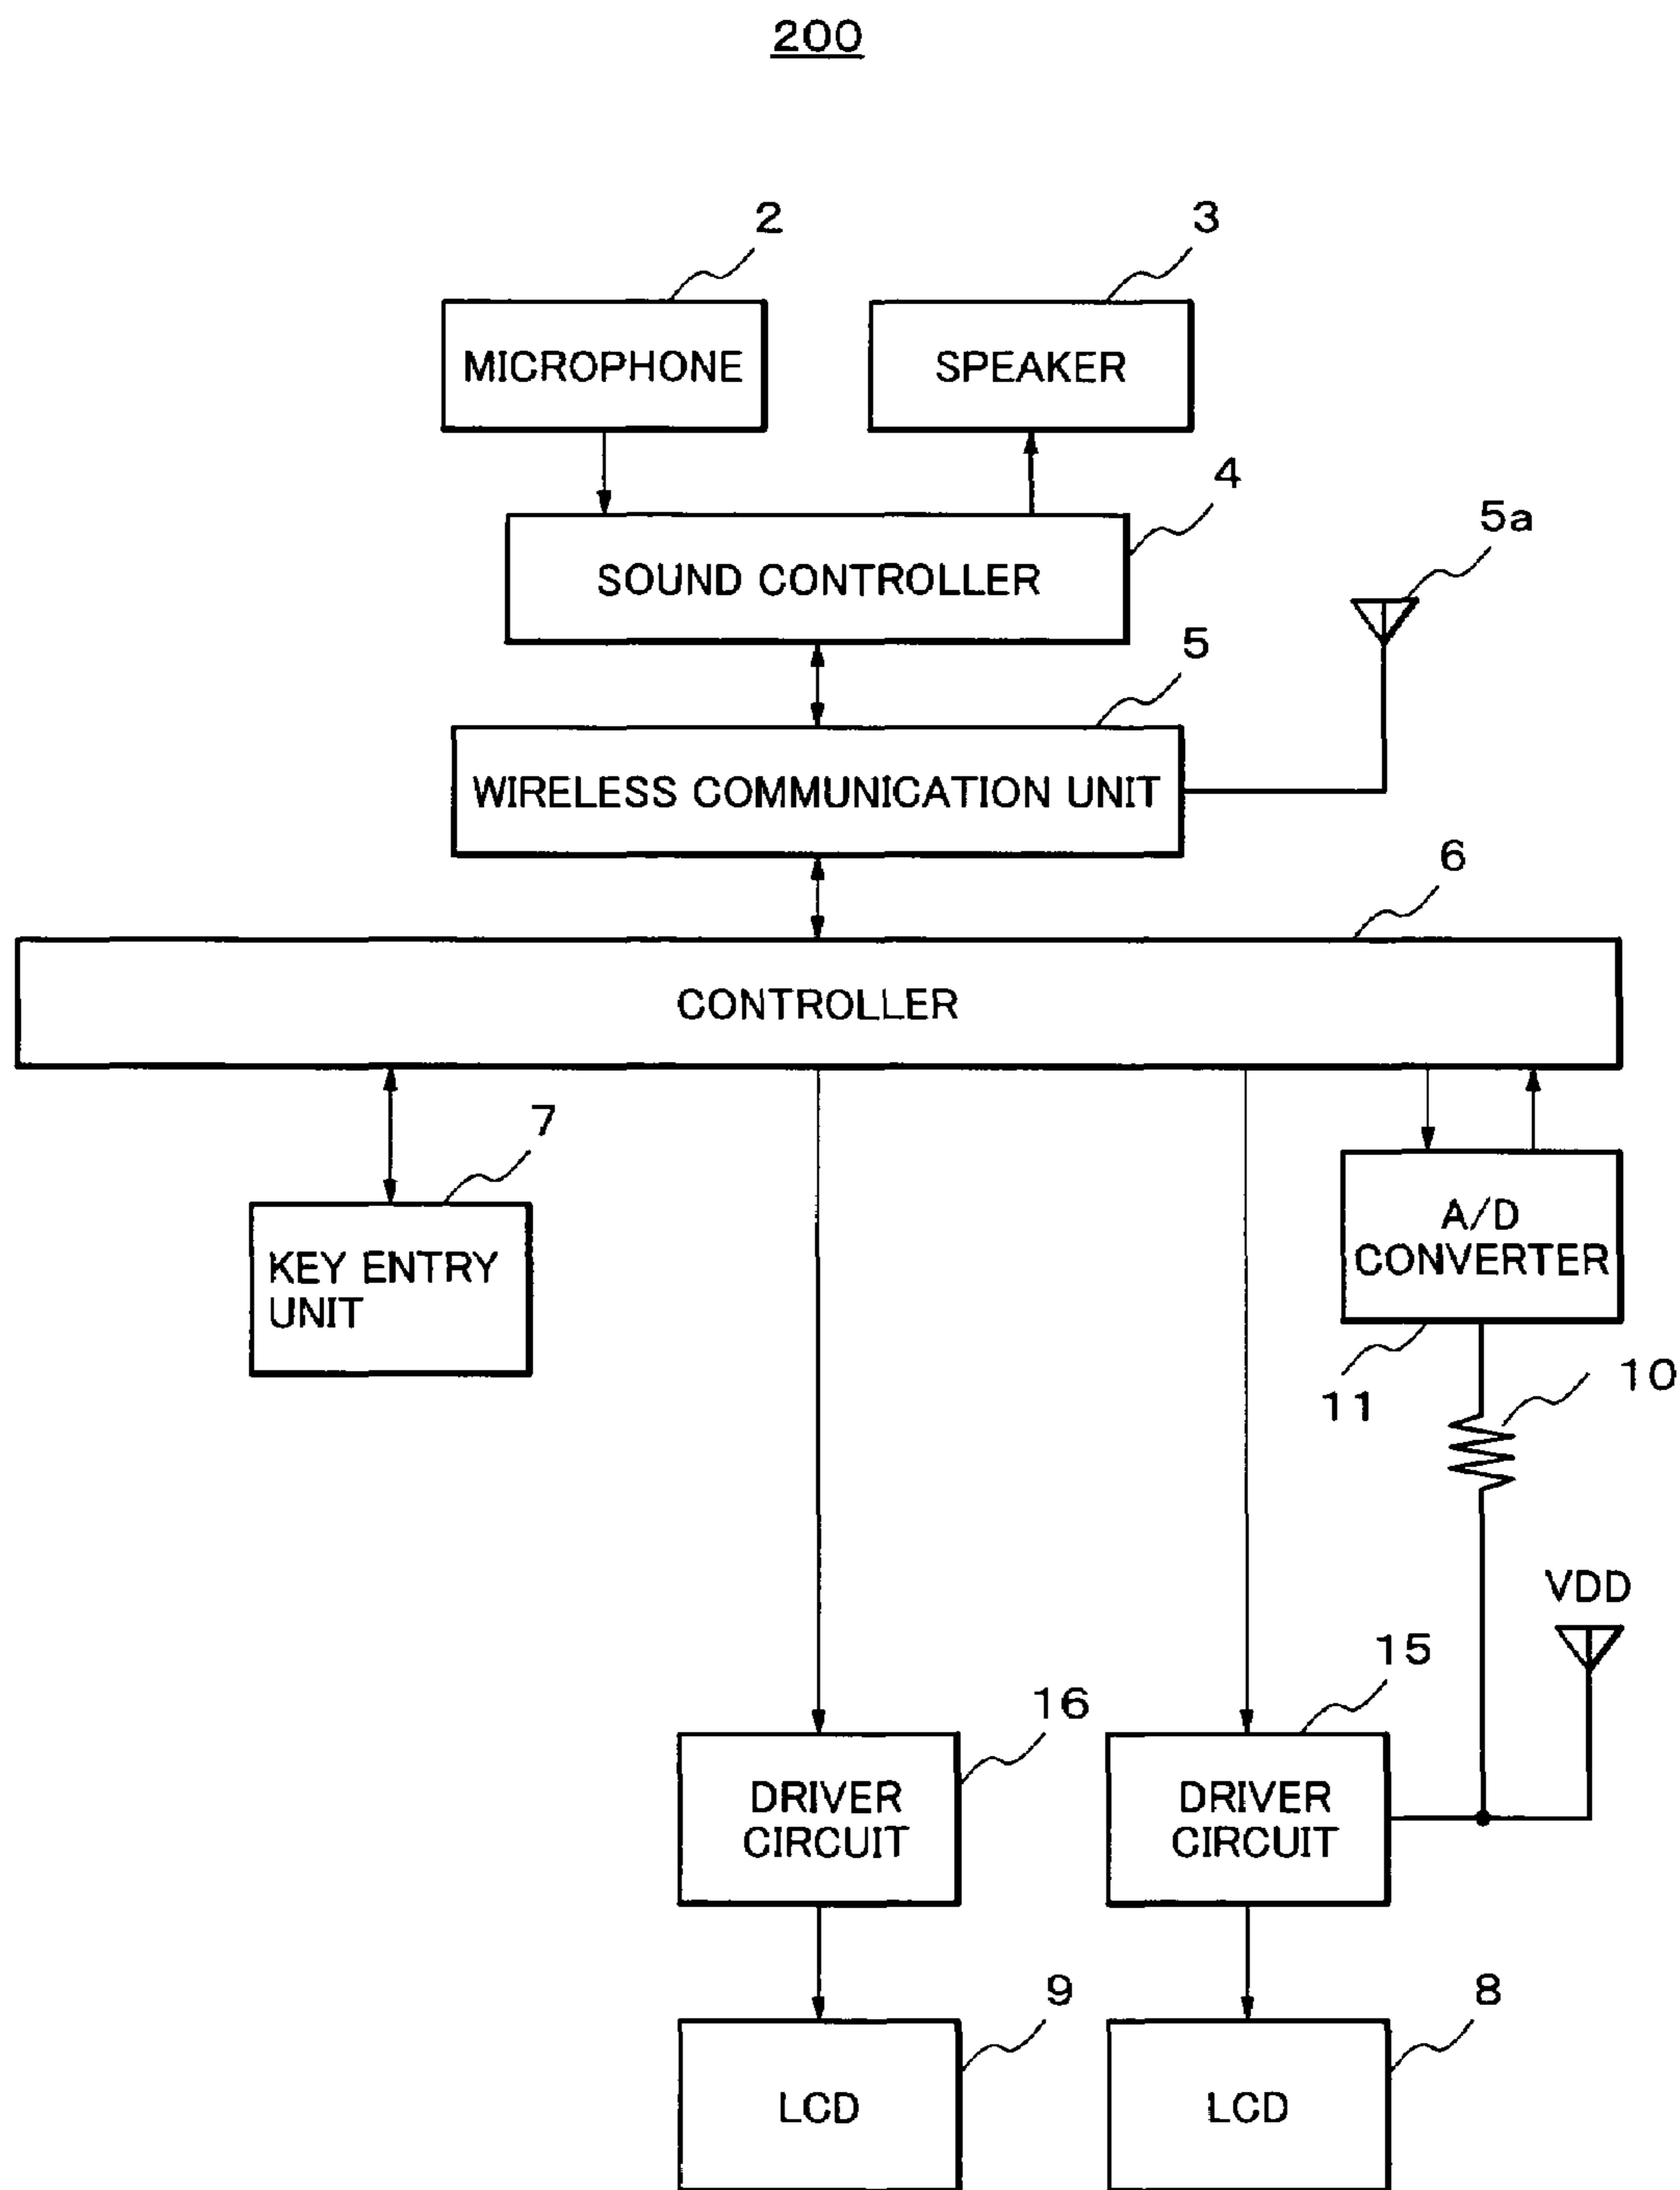 200
2
3
MICROPHONE
SPEAKER
4
5a
SOUND CONTROLLER
5
WIRELESS COMMUNICATION UNIT
6
CONTROLLER
7
A/D
CONVERTER
KEY ENTRY
UNIT
10
11
VDD
15
16
DRIVER
CIRCUIT
DRIVER
CIRCUIT
9
8
LCD
LCD